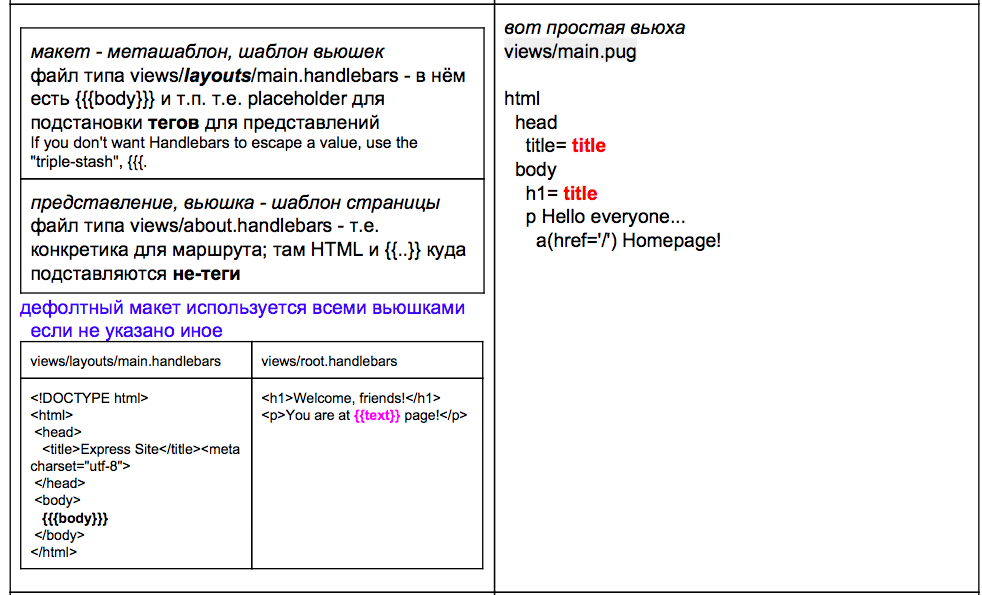 макет - меташаблон, шаблон вьюшек
файл типа views/layouts/main.handlebars - в нём
есть {{{body}}} и т.п. т.е. placeholder для
подстановки тегов для представлений
If you don't want Handlebars to escape a value, use the
"triple-stash", {{{.
представление, вьюшка - шаблон страницы
файл типа views/about.handlebars - т.е.
конкретика для маршрута; там HTML и {{..}} куда
подставляются не-теги
дефолтный макет используется всеми вьюшками
если не указано иное
views/layouts/main.handlebars
<!DOCTYPE html>
<html>
<head>
<title>Express Site</title><meta
charset="utf-8">
</head>
<body>
{{{body}}}
</body>
</html>
views/root.handlebars
<h1>Welcome, friends!</h1>
<p>You are at {{text}} page!</p>
вот простая вьюха
views/main.pug
html
head
title= title
body
h1= title
p Hello everyone...
a(href='/') Homepage!